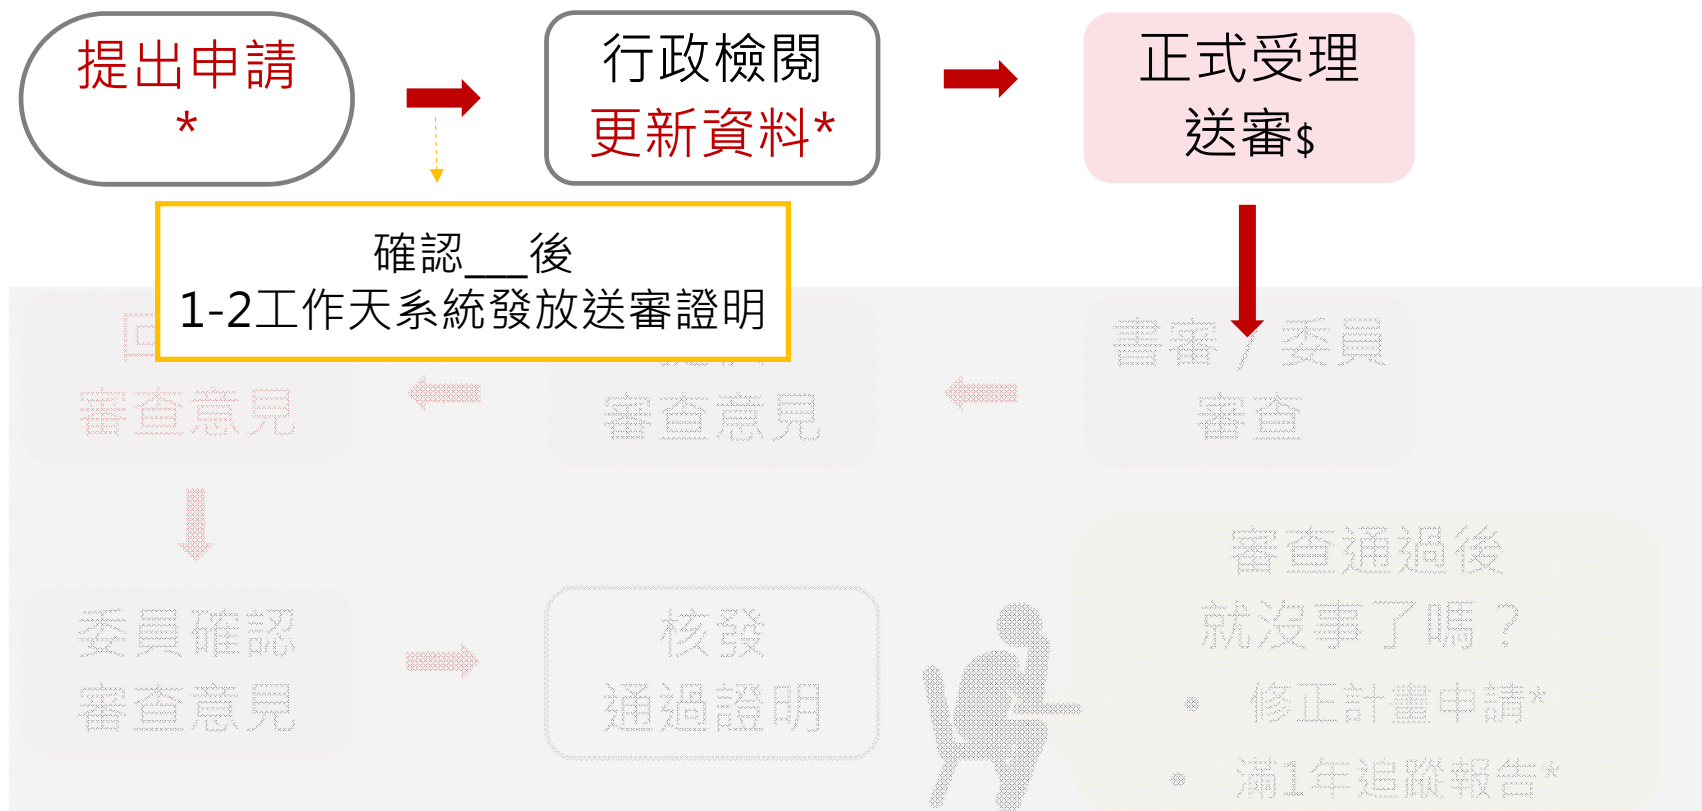 提出申請
*
行政檢閱
更新資料*
正式受理
送審$
確認___後
1-2工作天系統發放送審證明
審查意見
審查意見
書審 / 委員
審查
委員確認
審查意見
核發
通過證明
審查通過後
就沒事了嗎？
• 修正計畫申請*
• 滿1年追蹤報告*